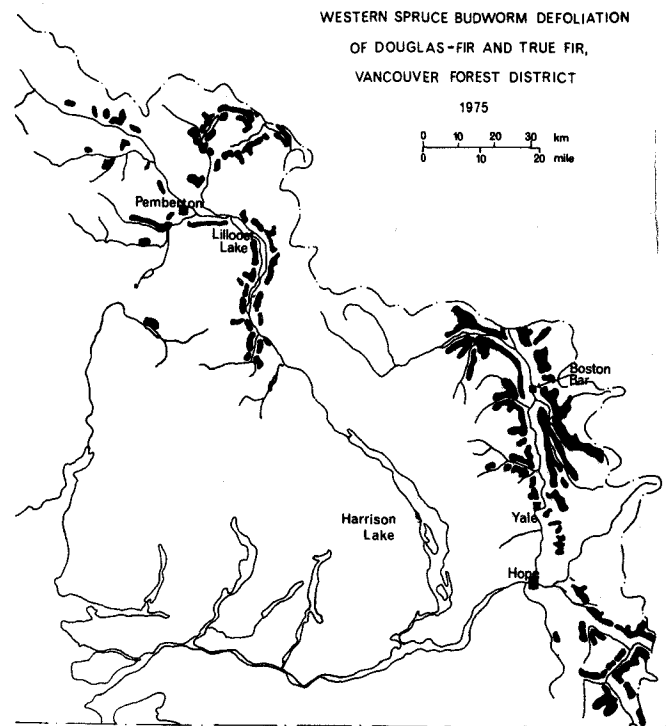 WESTERN SPRUCE BUDWORM DEFOLIATION
OF DOUGLAS-FIR AND TRUE FIR,
VANCOUVER FOREST DISTRICT
1975
0 10 20 30 km
0 10 20 mile
Pemberton
Lillooet
Lake
Boston
Bar
Harrison
Lake
Yale
Hope